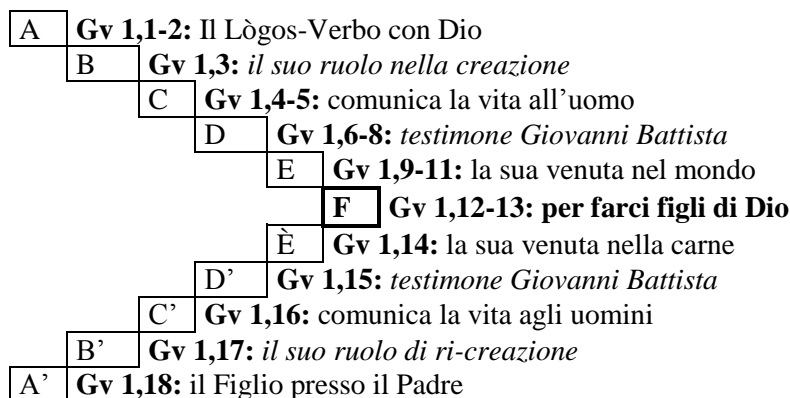 A Gv 1,1-2: Il Lògos-Verbo con Dio
B Gv 1,3: il suo ruolo nella creazione
C Gv 1,4-5: comunica la vita all’uomo
D Gv 1,6-8: testimone Giovanni Battista
E Gv 1,9-11: la sua venuta nel mondo
F Gv 1,12-13: per farci figli di Dio
È Gv 1,14: la sua venuta nella carne
D’ Gv 1,15: testimone Giovanni Battista
C’ Gv 1,16: comunica la vita agli uomini
B’ Gv 1,17: il suo ruolo di ri-creazione
A’ Gv 1,18: il Figlio presso il Padre